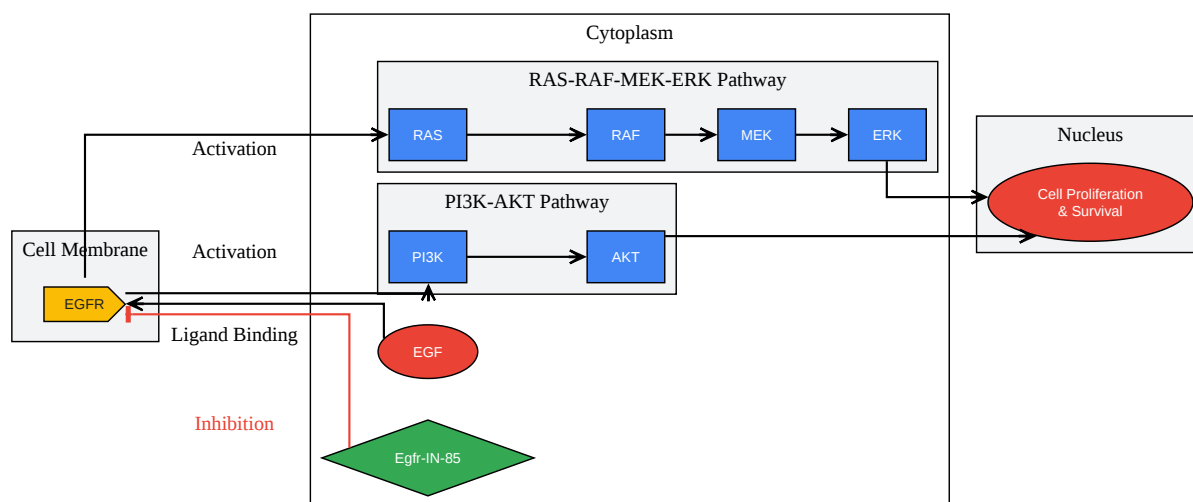 Cytoplasm
RAS-RAF-MEK-ERK Pathway
RAS
RAF
MEK
ERK
Activation
Nucleus
Cell Proliferation
& Survival
PI3K-AKT Pathway
Cell Membrane
Activation
PI3K
AKT
EGFR
Ligand Binding
EGF
Inhibition
Egfr-IN-85